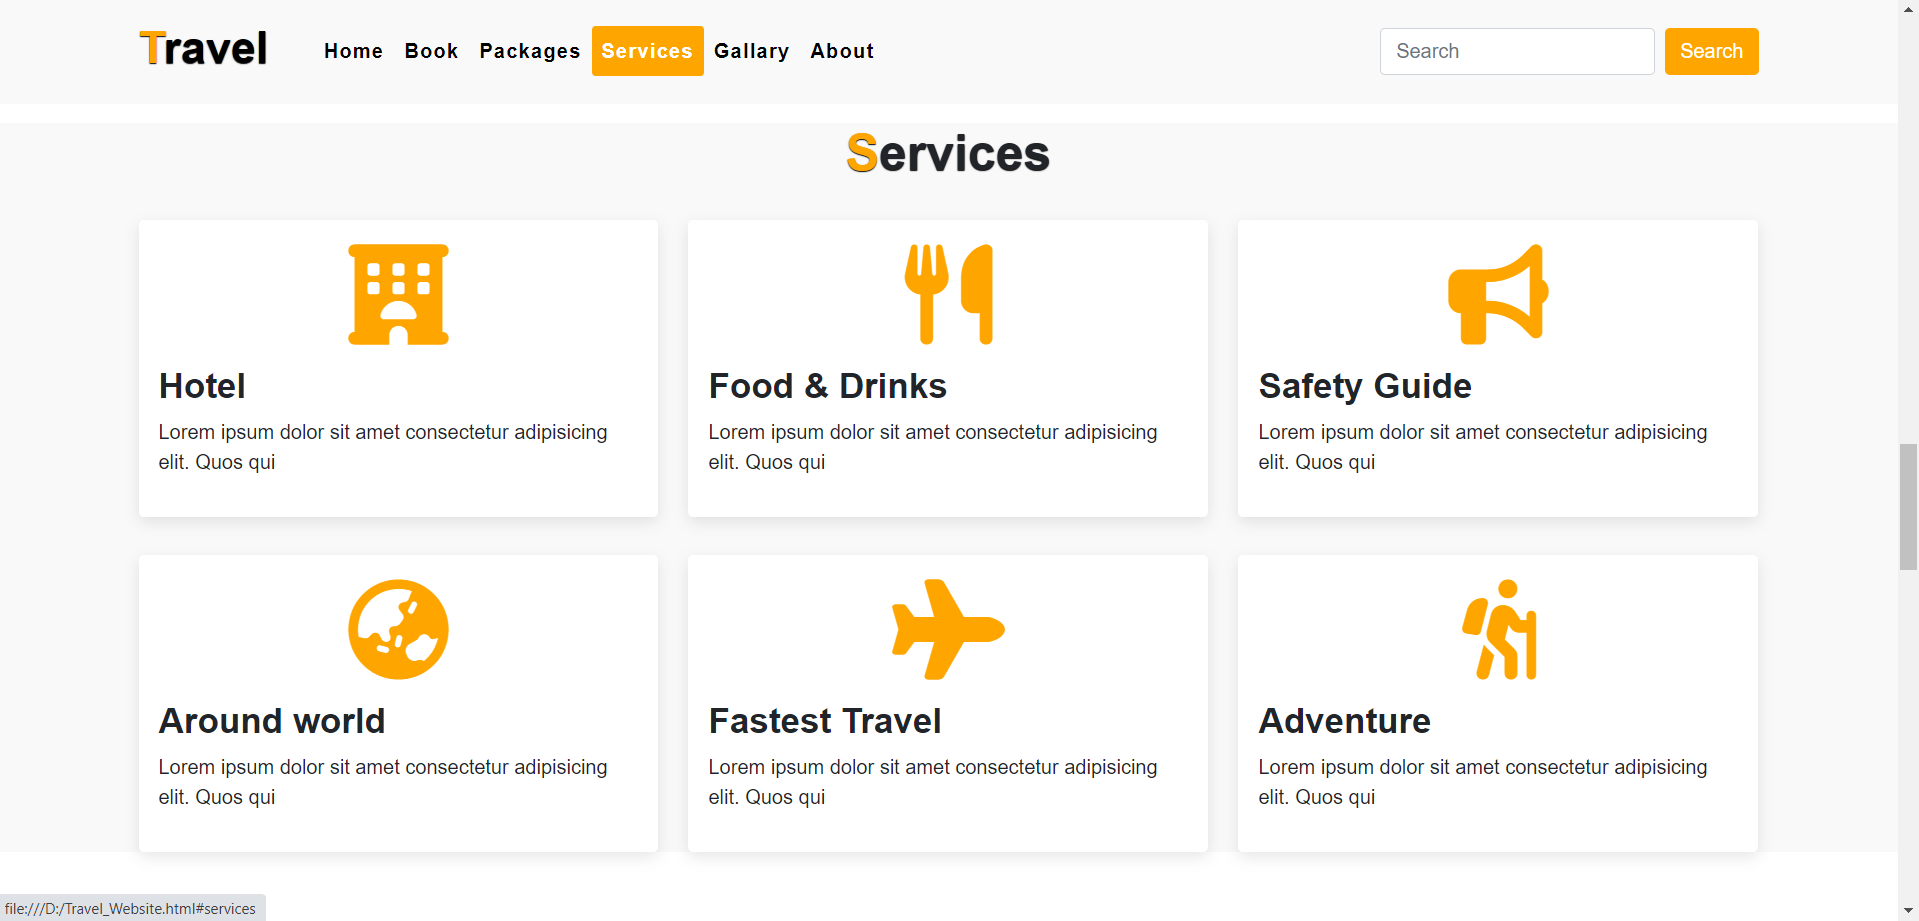 Travel Home Book Packages Services Gallary About Search Search
Services
Hotel
Lorem ipsum dolor sit amet consectetur adipisicing
elit. Quos qui
Food & Drinks
Lorem ipsum dolor sit amet consectetur adipisicing
elit. Quos qui
Safety Guide
Lorem ipsum dolor sit amet consectetur adipisicing
elit. Quos qui
Around world
Lorem ipsum dolor sit amet consectetur adipisicing
elit. Quos qui
Fastest Travel
Lorem ipsum dolor sit amet consectetur adipisicing
elit. Quos qui
Adventure
Lorem ipsum dolor sit amet consectetur adipisicing
elit. Quos qui
file:///D:/Travel_Website.html#services